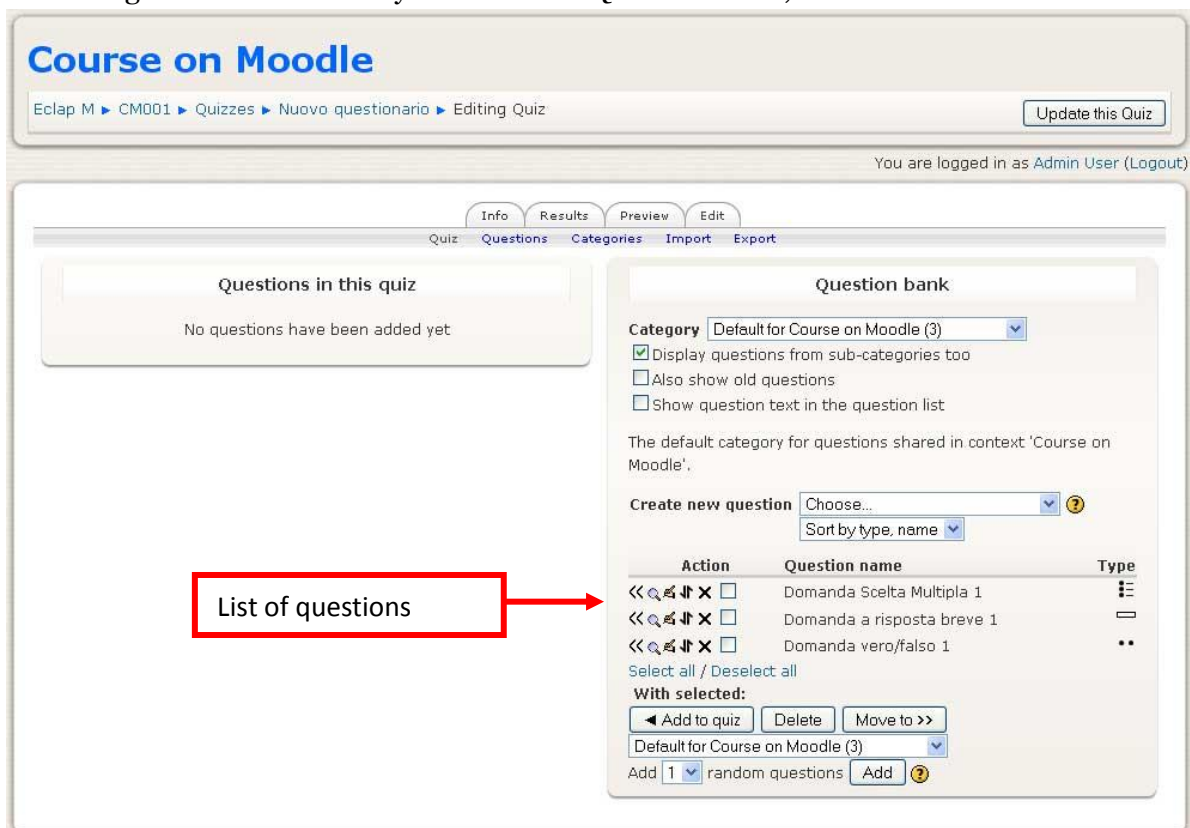 Course on Moodle
Eclap M ► CM001 ► Quizzes ► Nuovo questionario ► Editing Quiz
Update this Quiz
You are logged in as Admin User (Logout)
Info Results Preview Edit
Quiz Questions Categories Import Export
Questions in this quiz
No questions have been added yet
Question bank
Category Default for Course on Moodle (3)
Display questions from sub-categories too
Also show old questions
Show question text in the question list
The default category for questions shared in context 'Course on
Moodle'.
Create new question Choose...
Sort by type, name
Action Question name Type
List of questions
Domanda Scelta Multipla 1
Domanda a risposta breve 1
Domanda vero/falso 1
Select all / Deselect all
With selected:
◄ Add to quiz Delete Move to >>
Default for Course on Moodle (3)
Add 1 random questions Add